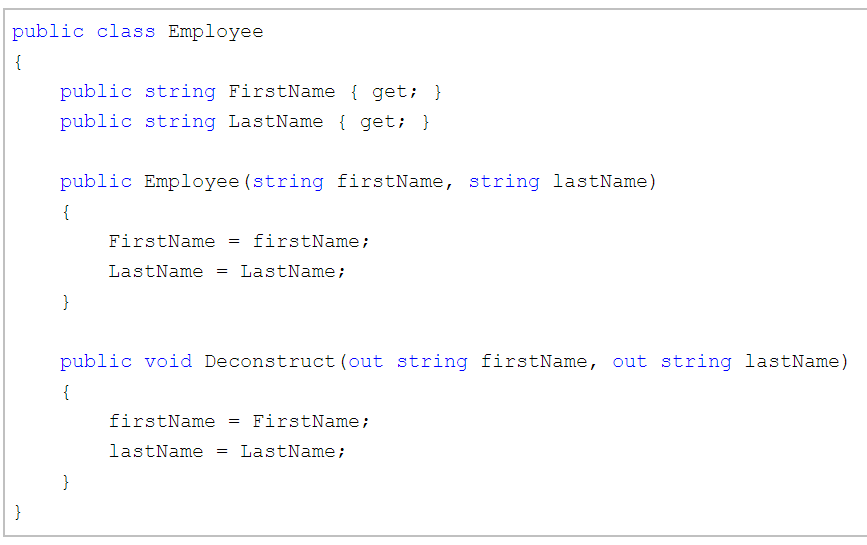 public class Employee
{
    public string FirstName { get; }
    public string LastName { get; }

    public Employee(string firstName, string lastName)
    {
        FirstName = firstName;
        LastName = LastName;
    }

    public void Deconstruct(out string firstName, out string lastName)
    {
        firstName = FirstName;
        lastName = LastName;
    }
}